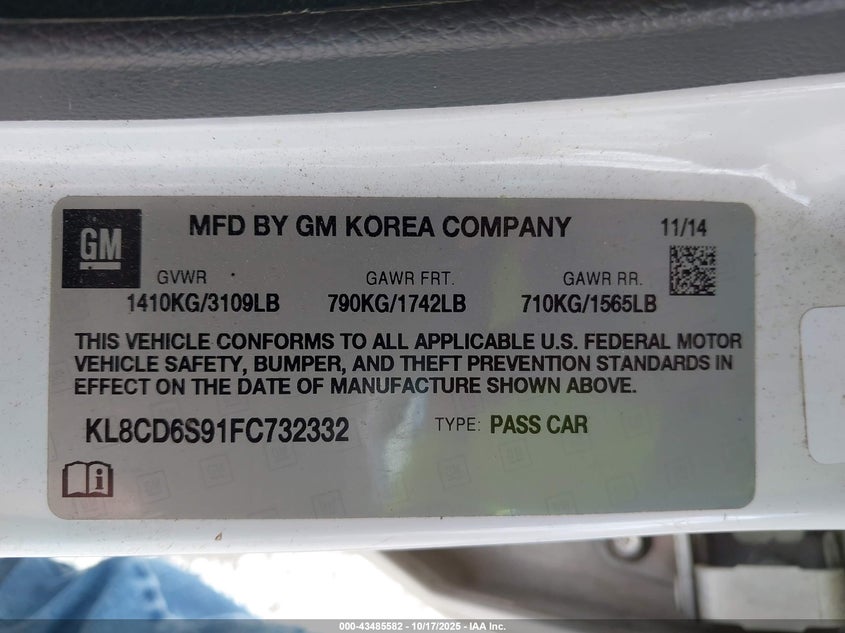 GM
MFD BY GM KOREA COMPANY
11/14
GVWR GAWR FRT. GAWR RR.
1410KG/3109LB 790KG/1742LB 710KG/1565LB
THIS VEHICLE CONFORMS TO ALL APPLICABLE U.S. FEDERAL MOTOR
VEHICLE SAFETY, BUMPER, AND THEFT PREVENTION STANDARDS IN
EFFECT ON THE DATE OF MANUFACTURE SHOWN ABOVE.
KL8CD6S91FC732332 TYPE: PASS CAR
000-43485582 - 10/17/2025 - IAA Inc.